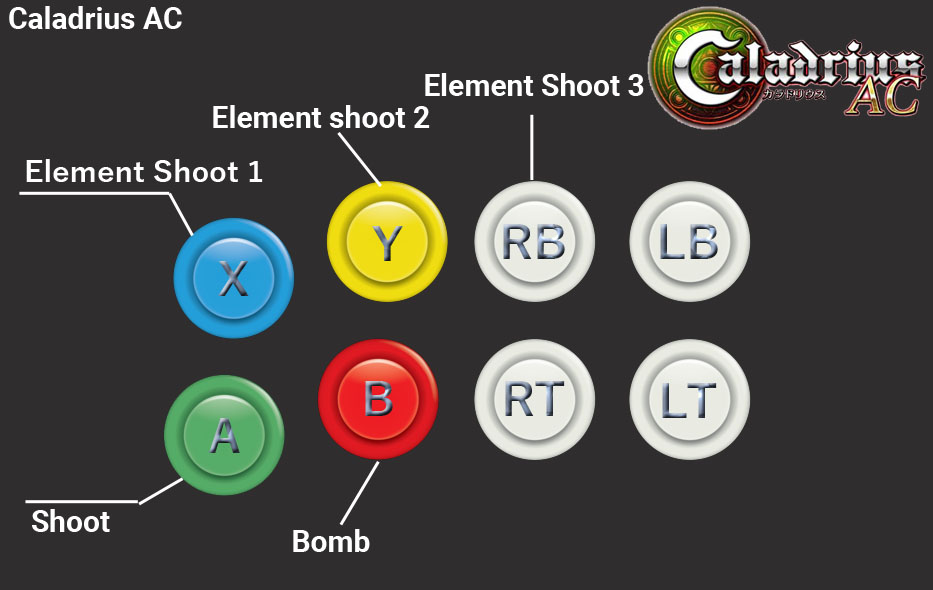 Caladrius AC
Caladrius
カラドリウス
AC
Element Shoot 3
Element shoot 2
Element Shoot 1
X
Y
RB
LB
A
B
RT
LT
Shoot
Bomb